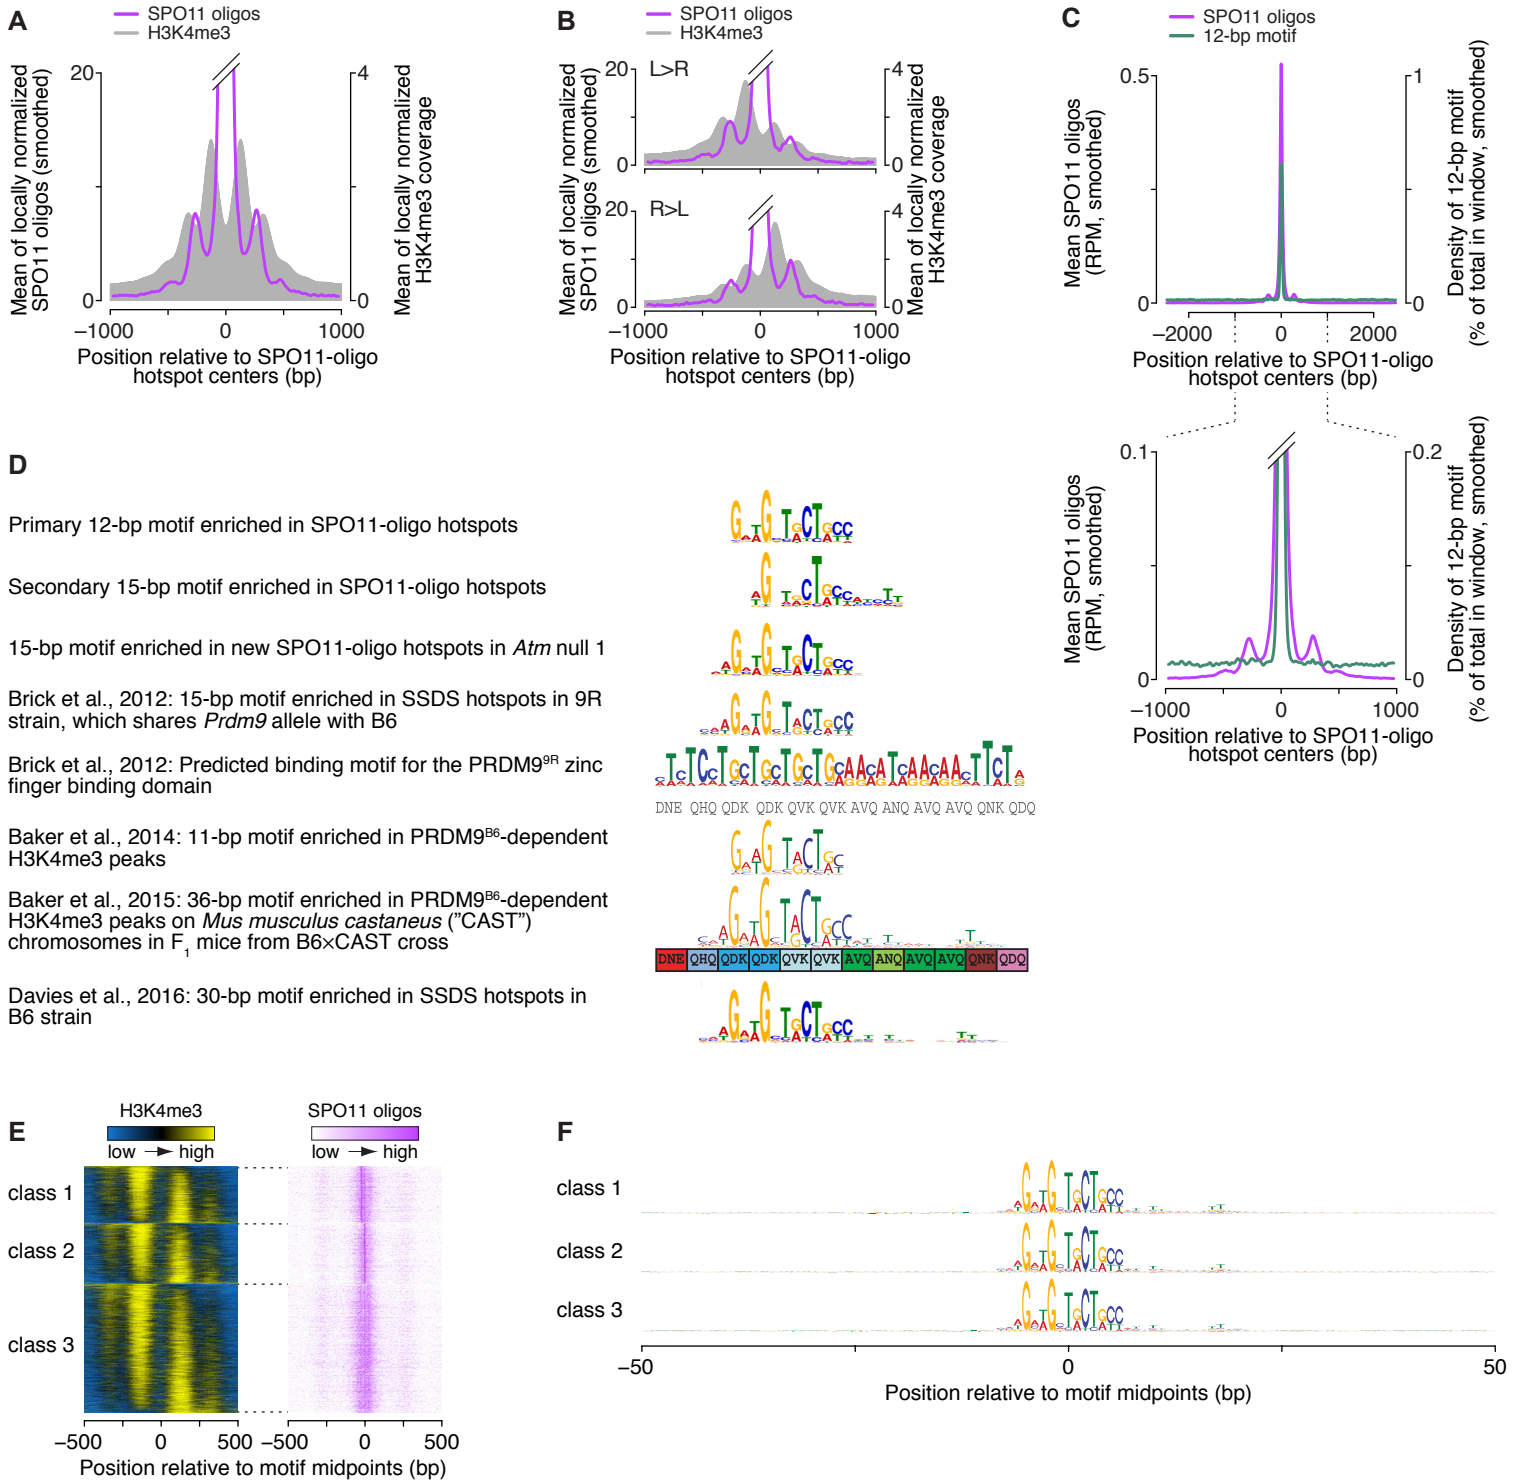 A
SPO11 oligos
H3K4me3
Mean of locally normalized
SPO11 oligos (smoothed)
20
0
4
0
Mean of locally normalized
H3K4me3 coverage
−1000
0
1000
Position relative to SPO11-oligo
hotspot centers (bp)
B
SPO11 oligos
H3K4me3
Mean of locally normalized
SPO11 oligos (smoothed)
L>R
20
0
4
0
R>L
20
0
4
0
Mean of locally normalized
H3K4me3 coverage
−1000
0
1000
Position relative to SPO11-oligo
hotspot centers (bp)
C
SPO11 oligos
12-bp motif
Mean SPO11 oligos
(RPM, smoothed)
0.5
0
1
0
Density of 12-bp motif
(% of total in window, smoothed)
−2000
0
2000
Position relative to SPO11-oligo
hotspot centers (bp)
Mean SPO11 oligos
(RPM, smoothed)
0.1
0
0.2
0
Density of 12-bp motif
(% of total in window, smoothed)
−1000
0
1000
Position relative to SPO11-oligo
hotspot centers (bp)
D
Primary 12-bp motif enriched in SPO11-oligo hotspots
Secondary 15-bp motif enriched in SPO11-oligo hotspots
15-bp motif enriched in new SPO11-oligo hotspots in Atm null 1
Brick et al., 2012: 15-bp motif enriched in SSDS hotspots in 9R
strain, which shares Prdm9 allele with B6
Brick et al., 2012: Predicted binding motif for the PRDM9⁹ᴿ zinc
finger binding domain
DNE QHQ QDK QDK QVK QVK AVQ ANQ AVQ AVQ QNK QDQ
Baker et al., 2014: 11-bp motif enriched in PRDM9ᴮ⁶-dependent
H3K4me3 peaks
Baker et al., 2015: 36-bp motif enriched in PRDM9ᴮ⁶-dependent
H3K4me3 peaks on Mus musculus castaneus (”CAST”)
chromosomes in F₁ mice from B6×CAST cross
DNE QHQ QDK QDK QVK QVK AVQ ANQ AVQ AVQ QNK QDQ
Davies et al., 2016: 30-bp motif enriched in SSDS hotspots in
B6 strain
E
H3K4me3
low
high
SPO11 oligos
low
high
class 1
class 2
class 3
−500
0
500
−500
0
500
Position relative to motif midpoints (bp)
F
class 1
class 2
class 3
−50
0
50
Position relative to motif midpoints (bp)